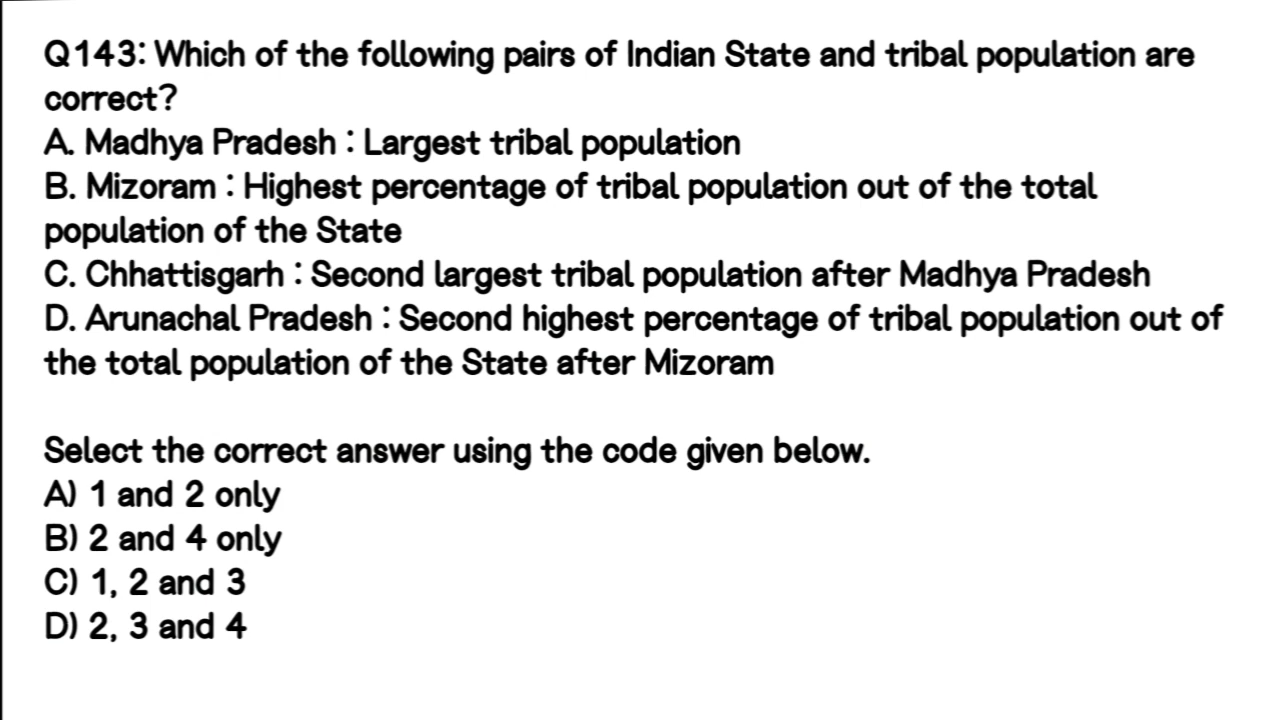 Q143: Which of the following pairs of Indian State and tribal population are
correct?
A. Madhya Pradesh : Largest tribal population
B. Mizoram : Highest percentage of tribal population out of the total
population of the State
C. Chhattisgarh : Second largest tribal population after Madhya Pradesh
D. Arunachal Pradesh : Second highest percentage of tribal population out of
the total population of the State after Mizoram
Select the correct answer using the code given below.
A) 1 and 2 only
B) 2 and 4 only
C) 1, 2 and 3
D) 2, 3 and 4